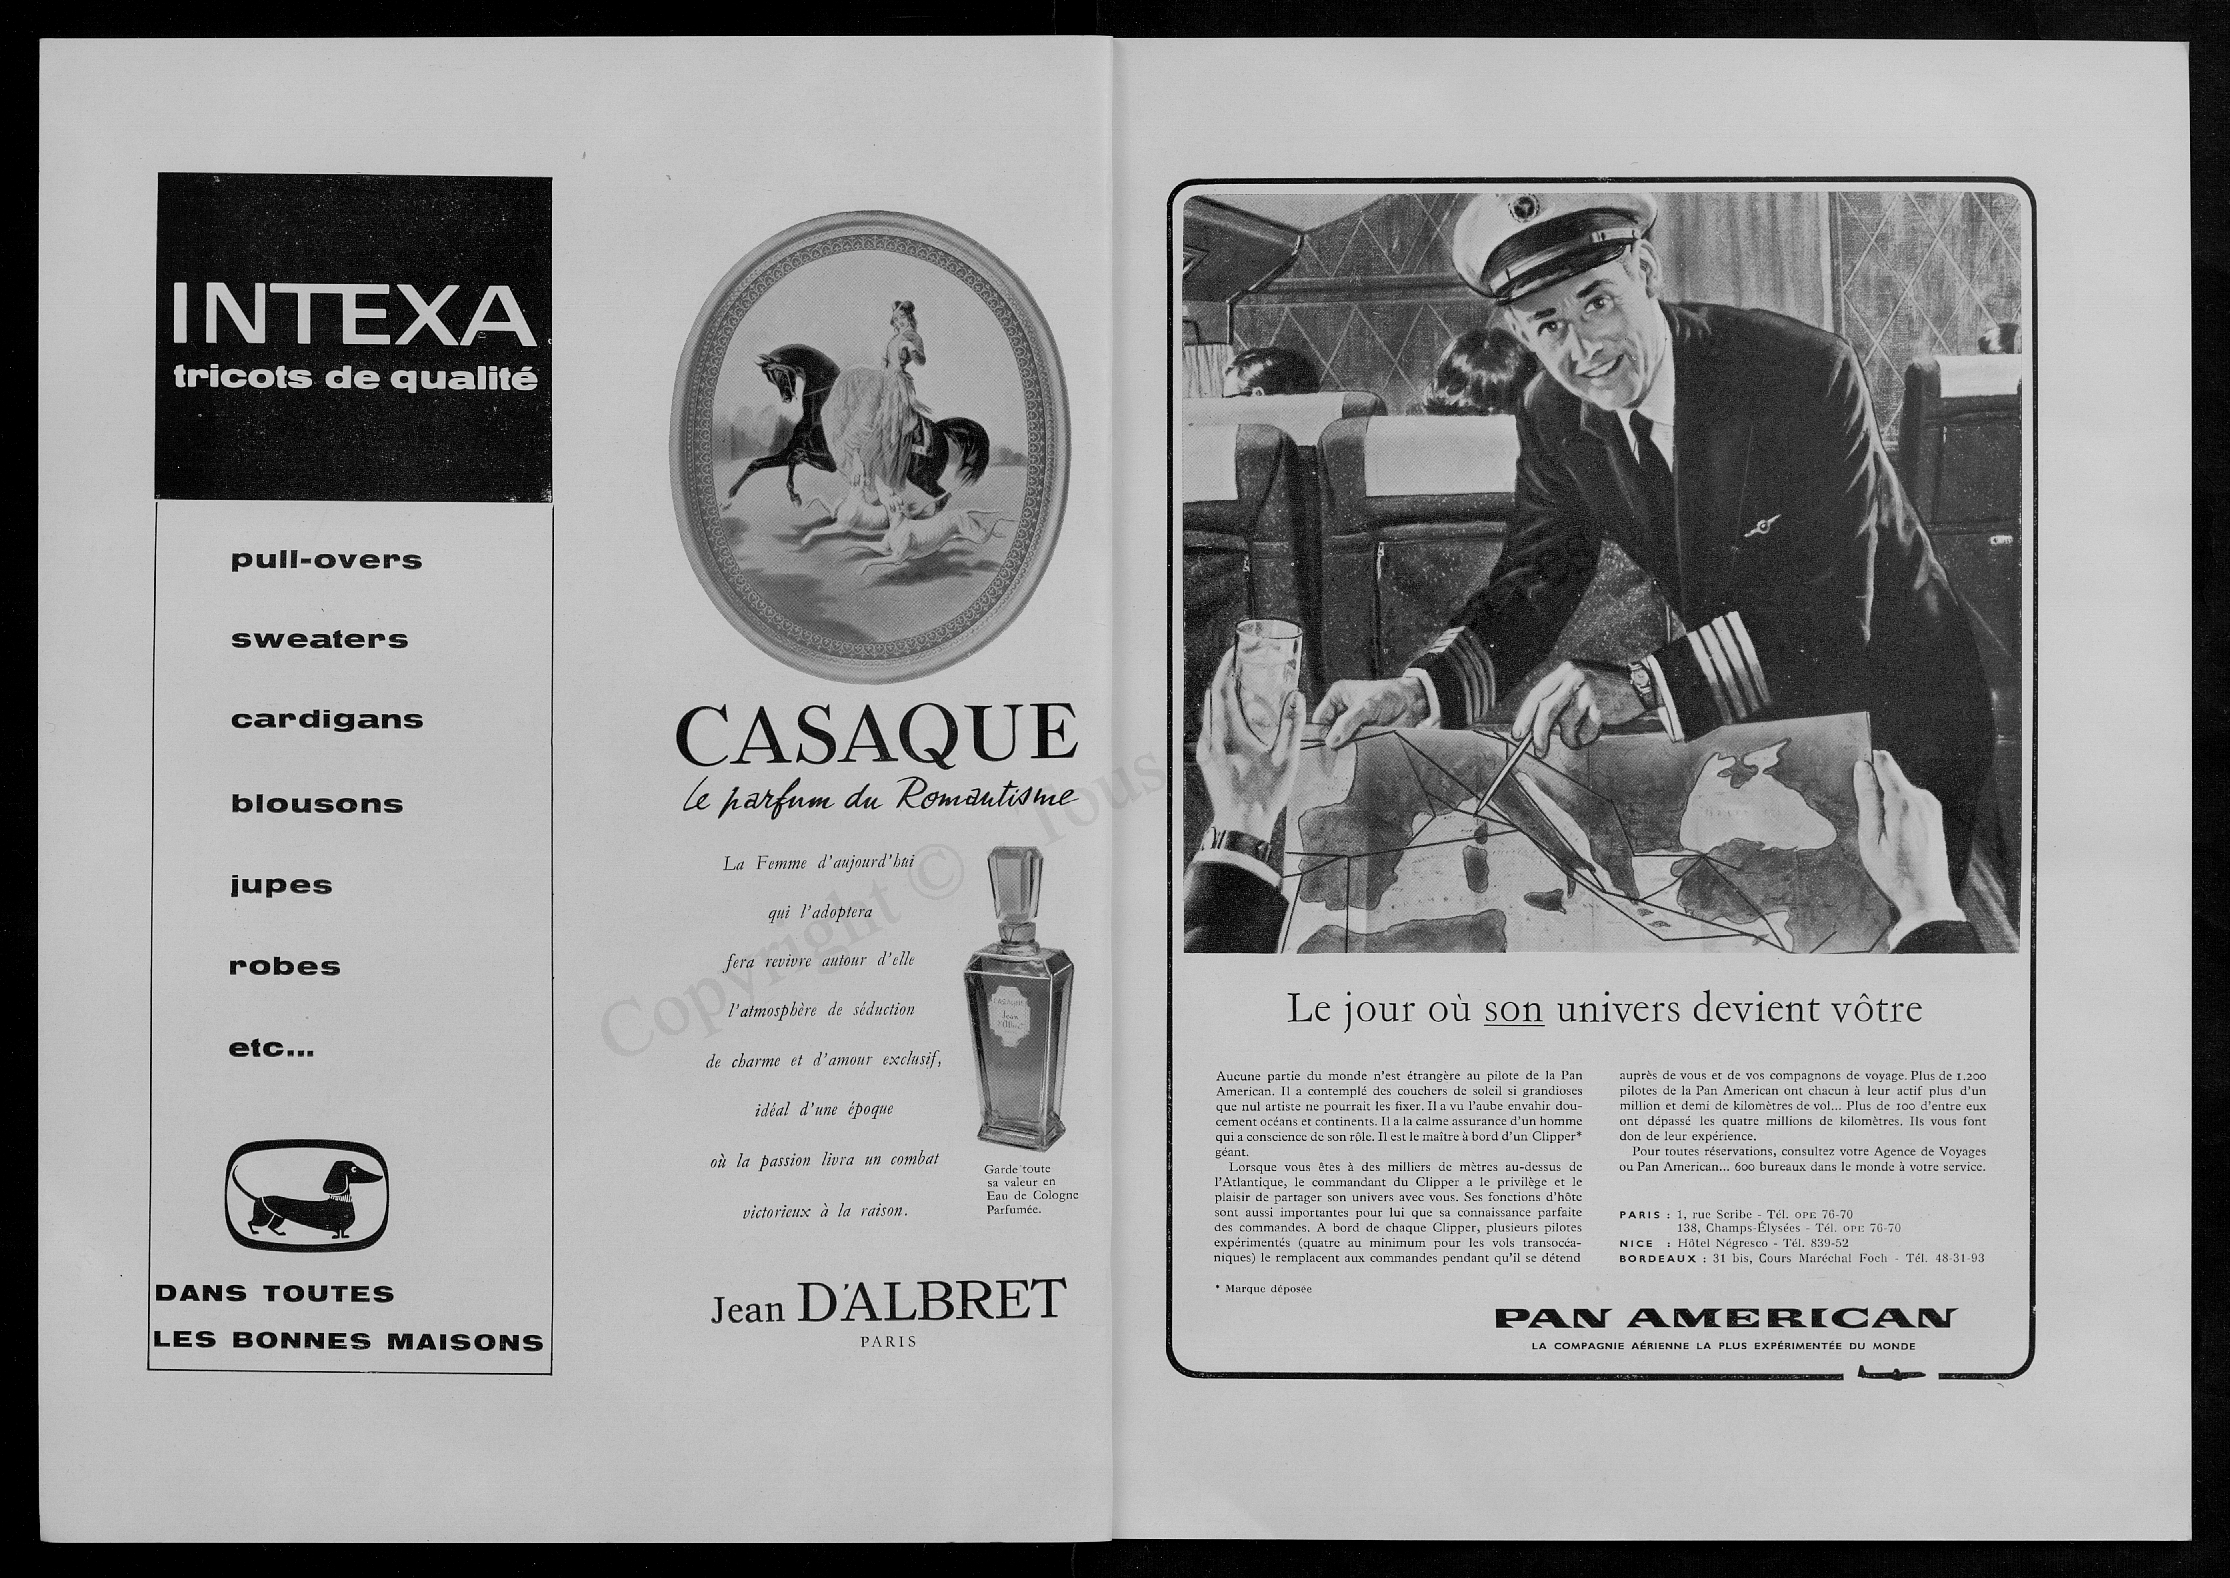 INTEXA
tricots de qualité
pull-overs
sweaters
cardigans
blousons
jupes
robes
etc...
DANS TOUTES
LES BONNES MAISONS
CASAQUE
Le parfum du Romantisme
La Femme d'aujourd'hui
qui l'adoptera
fera revivre autour d'elle
l'atmosphère de séduction
de charme et d'amour exclusif,
idéal d'une époque
où la passion livra un combat
victorieux à la raison.
CASAQUE
Jean
D'Albret
Garde toute
sa valeur en
Eau de Cologne
Parfumée.
Jean D'ALBRET
PARIS
Copyright © Tous
Le jour où son univers devient vôtre
Aucune partie du monde n'est étrangère au pilote de la Pan
American. Il a contemplé des couchers de soleil si grandioses
que nul artiste ne pourrait les fixer. Il a vu l'aube envahir dou-
cement océans et continents. Il a la calme assurance d'un homme
qui a conscience de son rôle. Il est le maître à bord d'un Clipper*
géant.
Lorsque vous êtes à des milliers de mètres au-dessus de
l'Atlantique, le commandant du Clipper a le privilège et le
plaisir de partager son univers avec vous. Ses fonctions d'hôte
sont aussi importantes pour lui que sa connaissance parfaite
des commandes. A bord de chaque Clipper, plusieurs pilotes
expérimentés (quatre au minimum pour les vols transocéa-
niques) le remplacent aux commandes pendant qu'il se détend
* Marque déposée
auprès de vous et de vos compagnons de voyage. Plus de 1.200
pilotes de la Pan American ont chacun à leur actif plus d'un
million et demi de kilomètres de vol... Plus de 100 d'entre eux
ont dépassé les quatre millions de kilomètres. Ils vous font
don de leur expérience.
Pour toutes réservations, consultez votre Agence de Voyages
ou Pan American... 600 bureaux dans le monde à votre service.
PARIS : 1, rue Scribe - Tél. OPE 76-70
138, Champs-Élysées - Tél. OPE 76-70
NICE : Hôtel Négresco - Tél. 839-52
BORDEAUX : 31 bis, Cours Maréchal Foch - Tél. 48-31-93
PAN AMERICAN
LA COMPAGNIE AÉRIENNE LA PLUS EXPÉRIMENTÉE DU MONDE